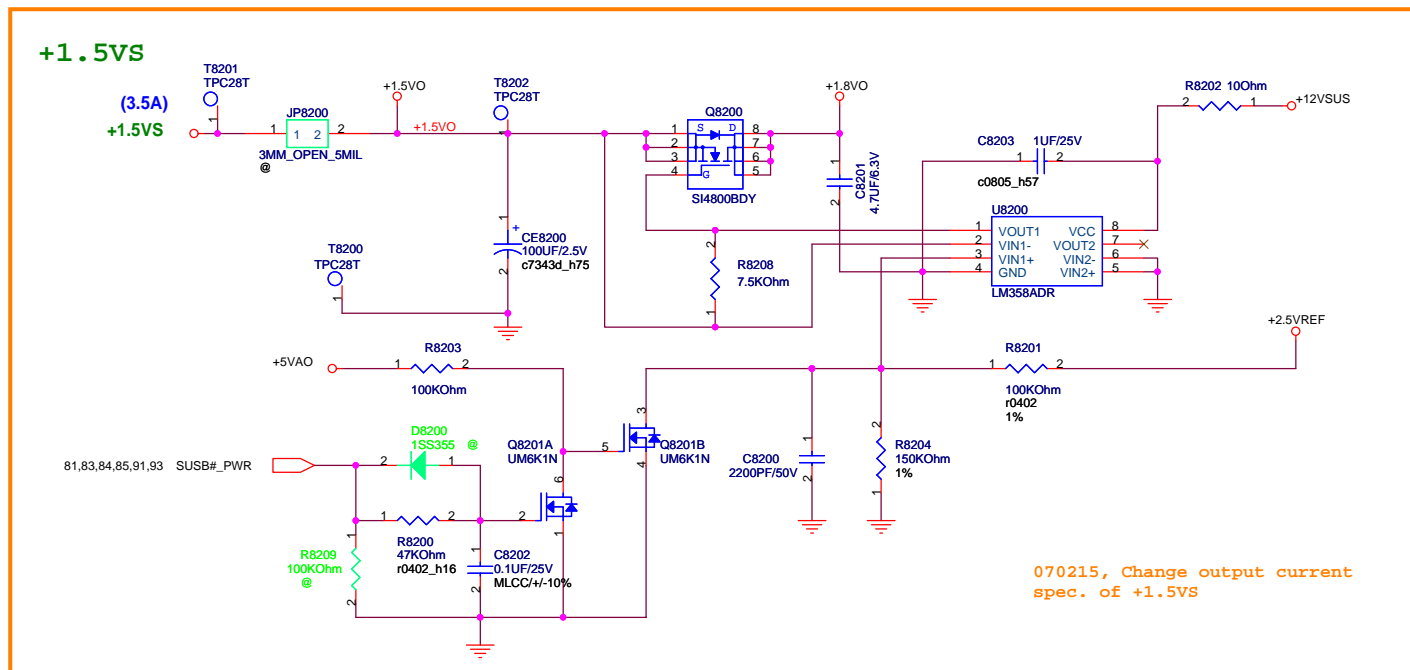 +1.5VS
T8201
TPC28T
(3.5A)
+1.5VS
1
JP8200
1
1 2
2
3MM_OPEN_5MIL
@
+1.5VO
+1.5VO
T8202
TPC28T
1
Q8200
S D
G
1
2
3
4
8
7
6
5
SI4800BDY
+1.8VO
1
C8201
4.7UF/6.3V
2
R8202 10Ohm
2
1
+12VSUS
C8203
1UF/25V
1
2
c0805_h57
U8200
1 VOUT1 VCC 8
2 VIN1- VOUT2 7
3 VIN1+ VIN2- 6
4 GND VIN2+ 5
LM358ADR
1
+
CE8200
100UF/2.5V
c7343d_h75
2
T8200
TPC28T
1
2
R8208
7.5KOhm
1
+2.5VREF
+5VAO
R8203
1
2
100KOhm
R8201
1
2
100KOhm
r0402
1%
3
Q8201A
UM6K1N
5
Q8201B
UM6K1N
4
D8200
1SS355 @
2
1
81,83,84,85,91,93 SUSB#_PWR
6
2
1
1
2
R8200
47KOhm
r0402_h16
1
R8209
100KOhm
@
2
1
C8202
0.1UF/25V
MLCC/+/-10%
2
1
C8200
2200PF/50V
2
2
R8204
150KOhm
1%
1
070215, Change output current
spec. of +1.5VS